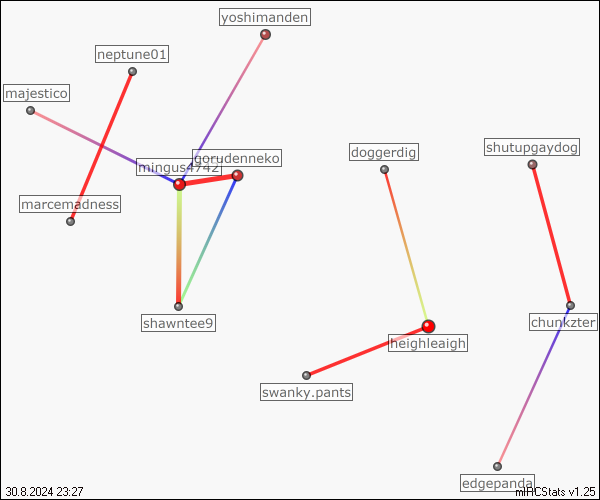 yoshimanden
neptune01
majestico
gorudenneko
mingus4742
doggerdig
shutupgaydog
marcemadness
shawntee9
chunkzter
heighleaigh
swanky.pants
edgepanda
30.8.2024 23:27
mIRCStats v1.25